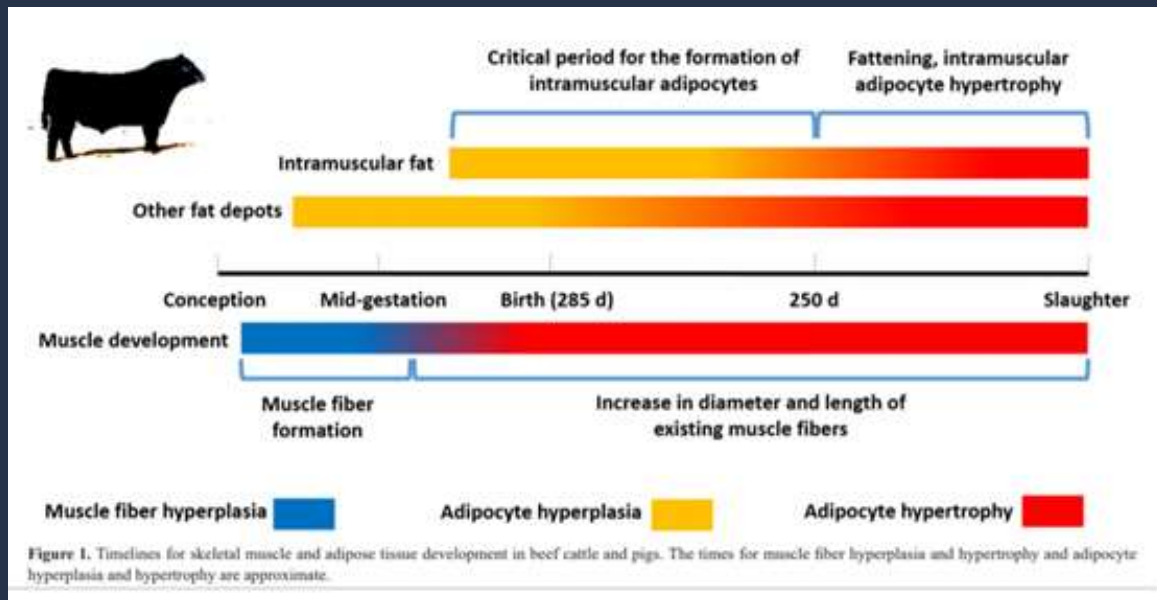 Critical period for the formation of
intramuscular adipocytes
Fattening, intramuscular
adipocyte hypertrophy
Intramuscular fat
Other fat depots
Conception Mid-gestation Birth (285 d) 250 d Slaughter
Muscle development
Muscle fiber
formation
Increase in diameter and length of
existing muscle fibers
Muscle fiber hyperplasia Adipocyte hyperplasia Adipocyte hypertrophy
Figure 1. Timelines for skeletal muscle and adipose tissue development in beef cattle and pigs. The times for muscle fiber hyperplasia and hypertrophy and adipocyte
hyperplasia and hypertrophy are approximate.